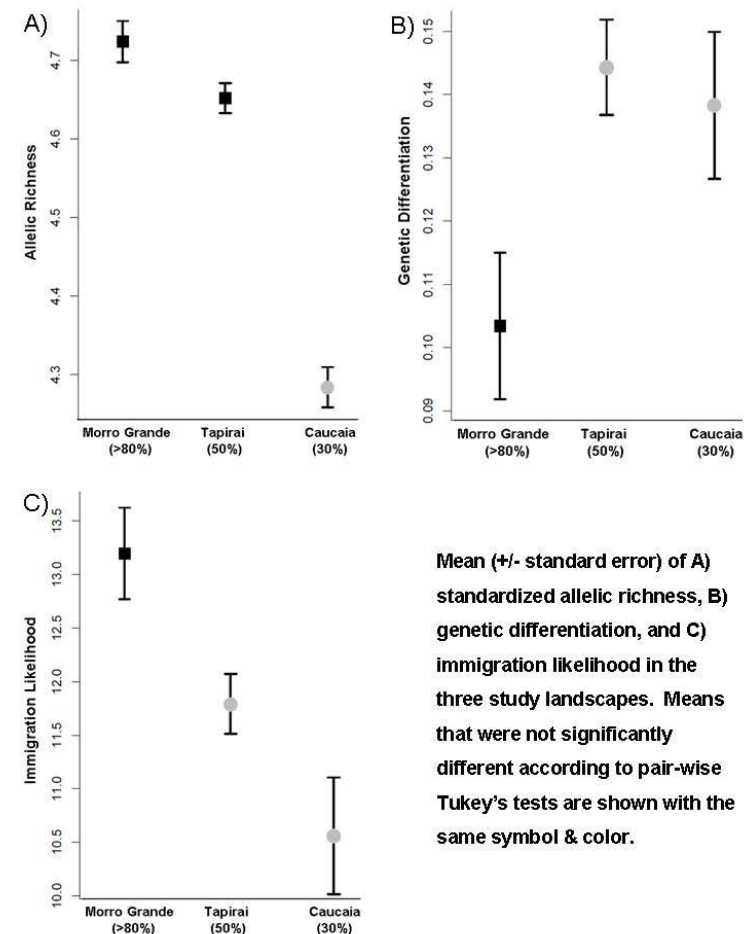 A)
Allelic Richness
4.7
4.6
4.5
4.4
4.3
Morro Grande Tapirai Caucaia
(>80%) (50%) (30%)
B)
Genetic Differentiation
0.15
0.14
0.13
0.12
0.11
0.10
0.09
Morro Grande Tapirai Caucaia
(>80%) (50%) (30%)
C)
Immigration Likelihood
13.5
13.0
12.5
12.0
11.5
11.0
10.5
10.0
Morro Grande Tapirai Caucaia
(>80%) (50%) (30%)
Mean (+/- standard error) of A)
standardized allelic richness, B)
genetic differentiation, and C)
immigration likelihood in the
three study landscapes. Means
that were not significantly
different according to pair-wise
Tukey's tests are shown with the
same symbol & color.